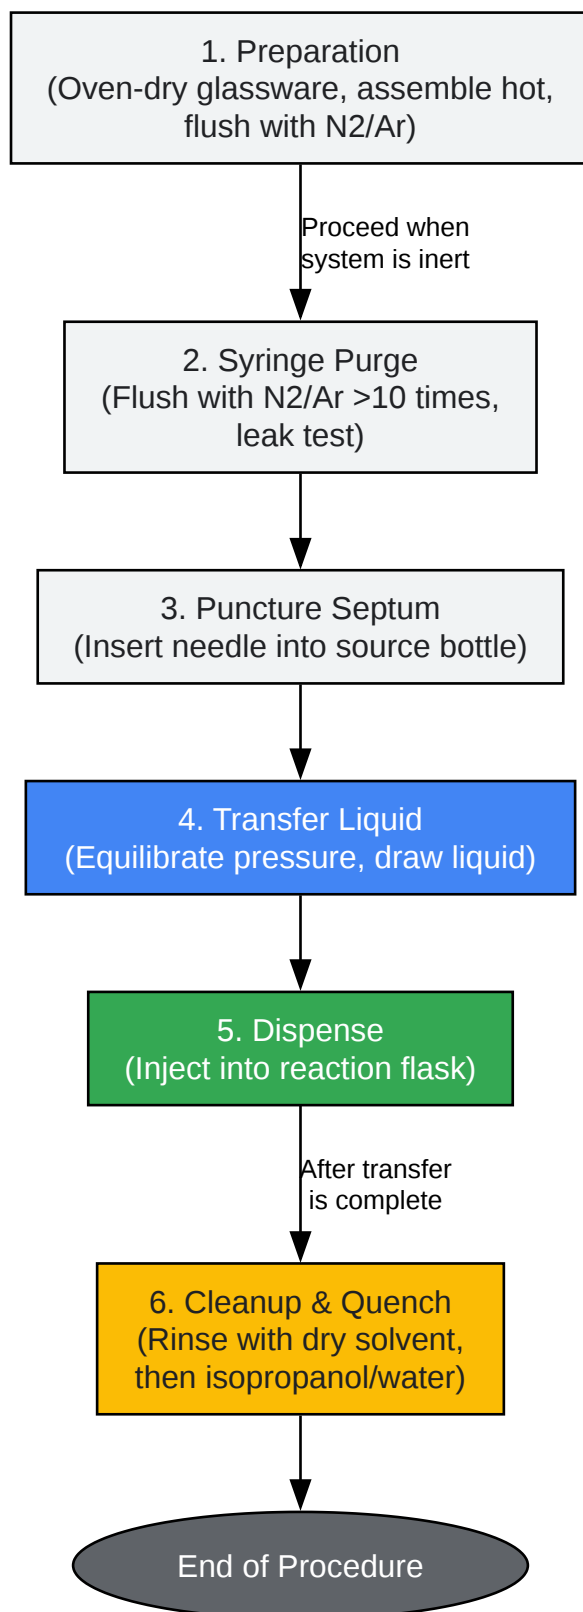 1. Preparation
(Oven-dry glassware, assemble hot,
flush with N2/Ar)
Proceed when
system is inert
2. Syringe Purge
(Flush with N2/Ar >10 times,
leak test)
3. Puncture Septum
(Insert needle into source bottle)
4. Transfer Liquid
(Equilibrate pressure, draw liquid)
5. Dispense
(Inject into reaction flask)
After transfer
is complete
6. Cleanup & Quench
(Rinse with dry solvent,
then isopropanol/water)
End of Procedure